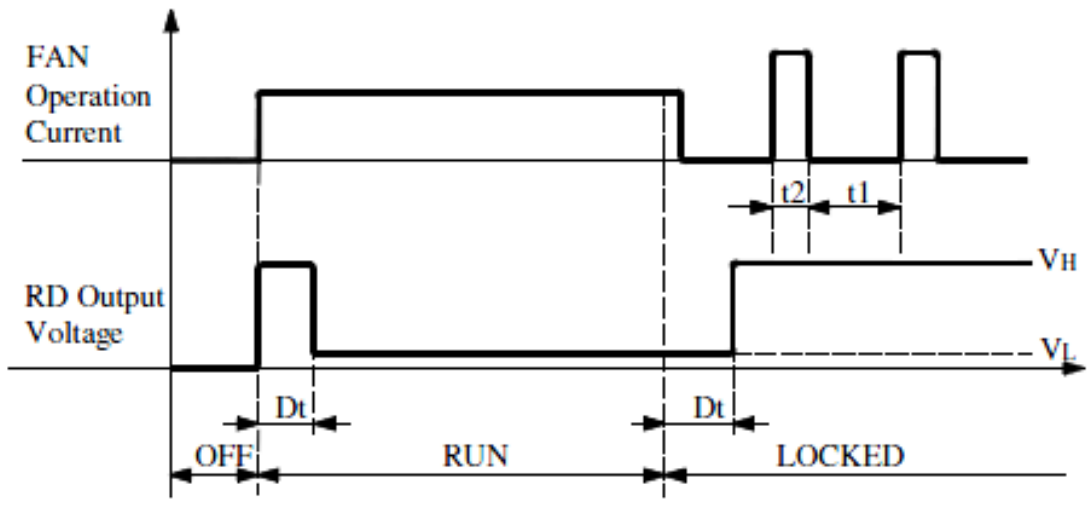 FAN
Operation
Current
t2
t1
VH
RD Output
Voltage
VL
Dt
Dt
OFF
RUN
LOCKED